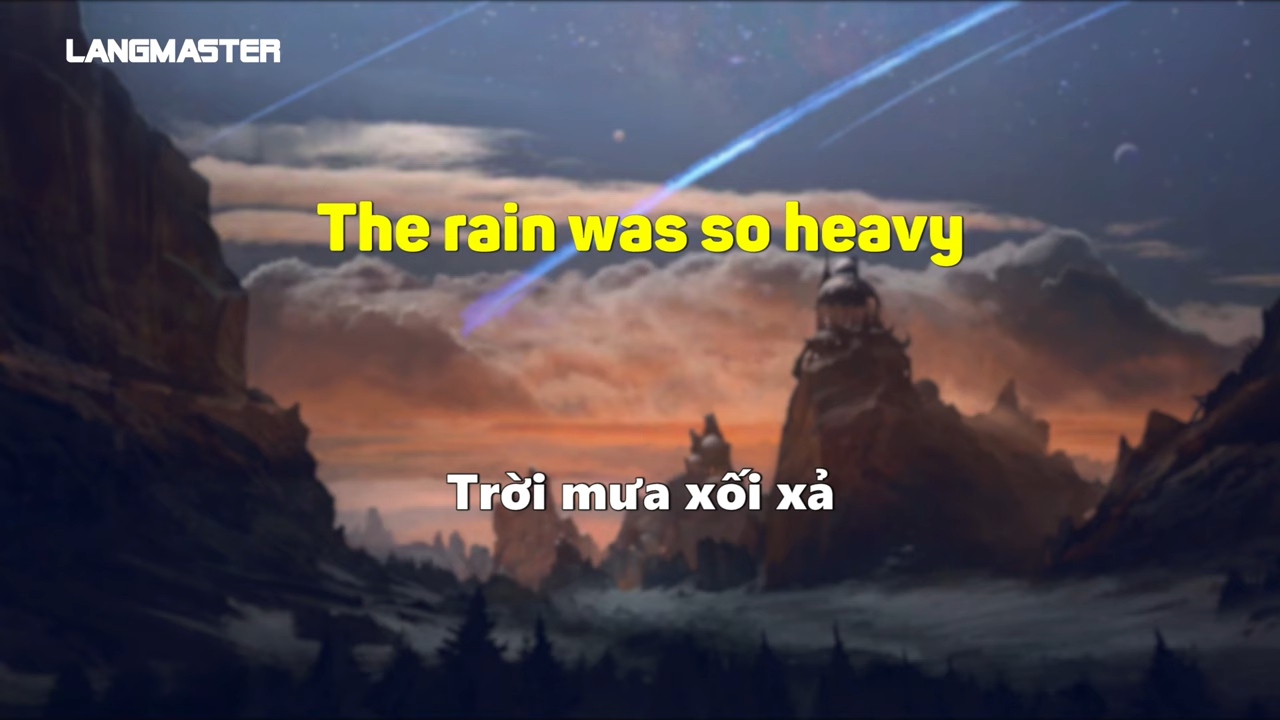 LANGMASTER
The rain was so heavy
Trời mưa xối xả